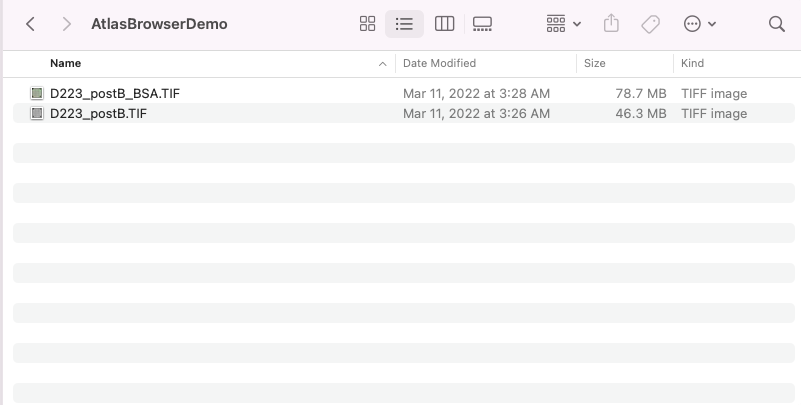 AtlasBrowserDemo
Name Date Modified Size Kind
D223_postB_BSA.TIF Mar 11, 2022 at 3:28 AM 78.7 MB TIFF image
D223_postB.TIF Mar 11, 2022 at 3:26 AM 46.3 MB TIFF image